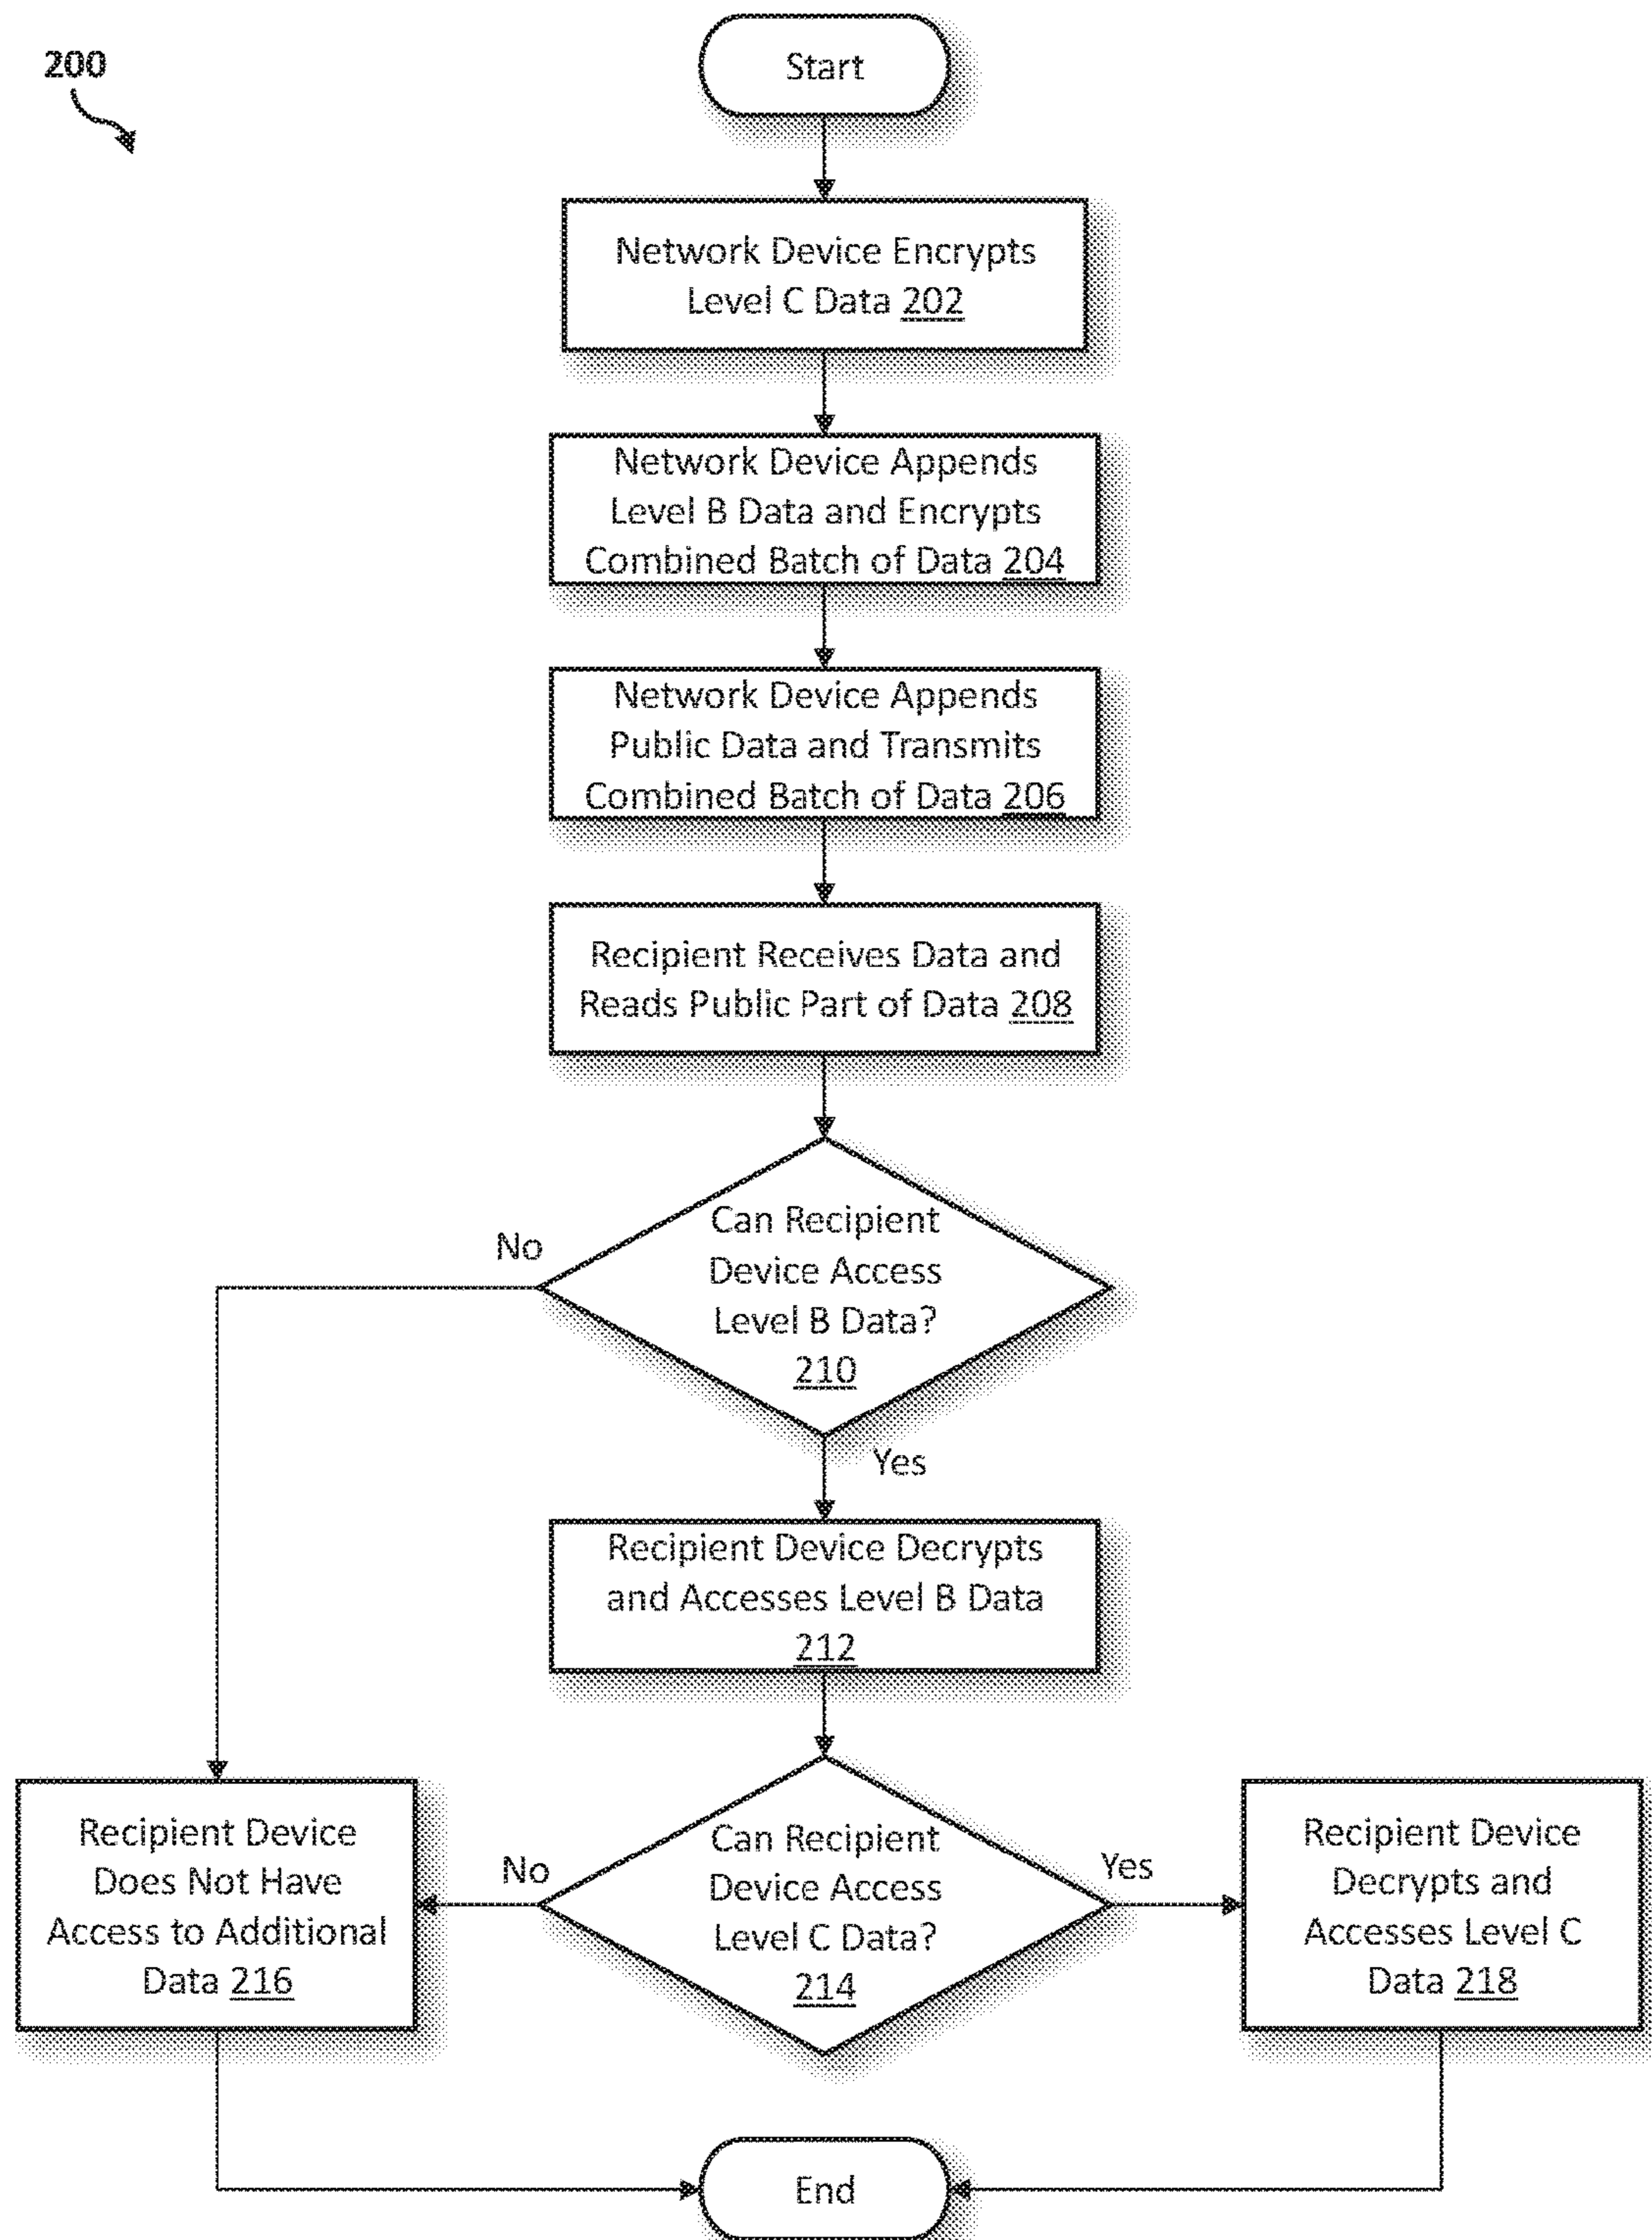 200
Start
Network Device Encrypts
Level C Data 202
Network Device Appends
Level B Data and Encrypts
Combined Batch of Data 204
Network Device Appends
Public Data and Transmits
Combined Batch of Data 206
Recipient Receives Data and
Reads Public Part of Data 208
Can Recipient
Device Access
Level B Data?
210
No
Yes
Recipient Device Decrypts
and Accesses Level B Data
212
Recipient Device
Does Not Have
Access to Additional
Data 216
No
Can Recipient
Device Access
Level C Data?
214
Yes
Recipient Device
Decrypts and
Accesses Level C
Data 218
End